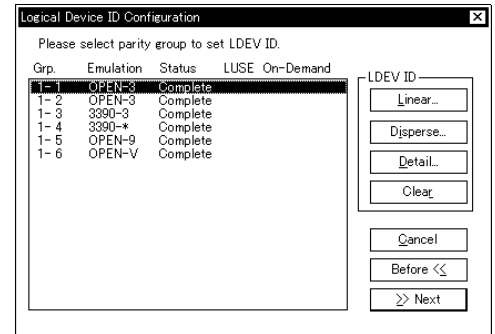 Logical Device ID Configuration
Please select parity group to set LDEV ID.
Grp. Emulation Status LUSE On-Demand
1- 1 OPEN-3 Complete
1- 2 OPEN-3 Complete
1- 3 3390-3 Complete
1- 4 3390-* Complete
1- 5 OPEN-9 Complete
1- 6 OPEN-V Complete
LDEV ID
Linear...
Disperse...
Detail...
Clear
Cancel
Before <<
>> Next